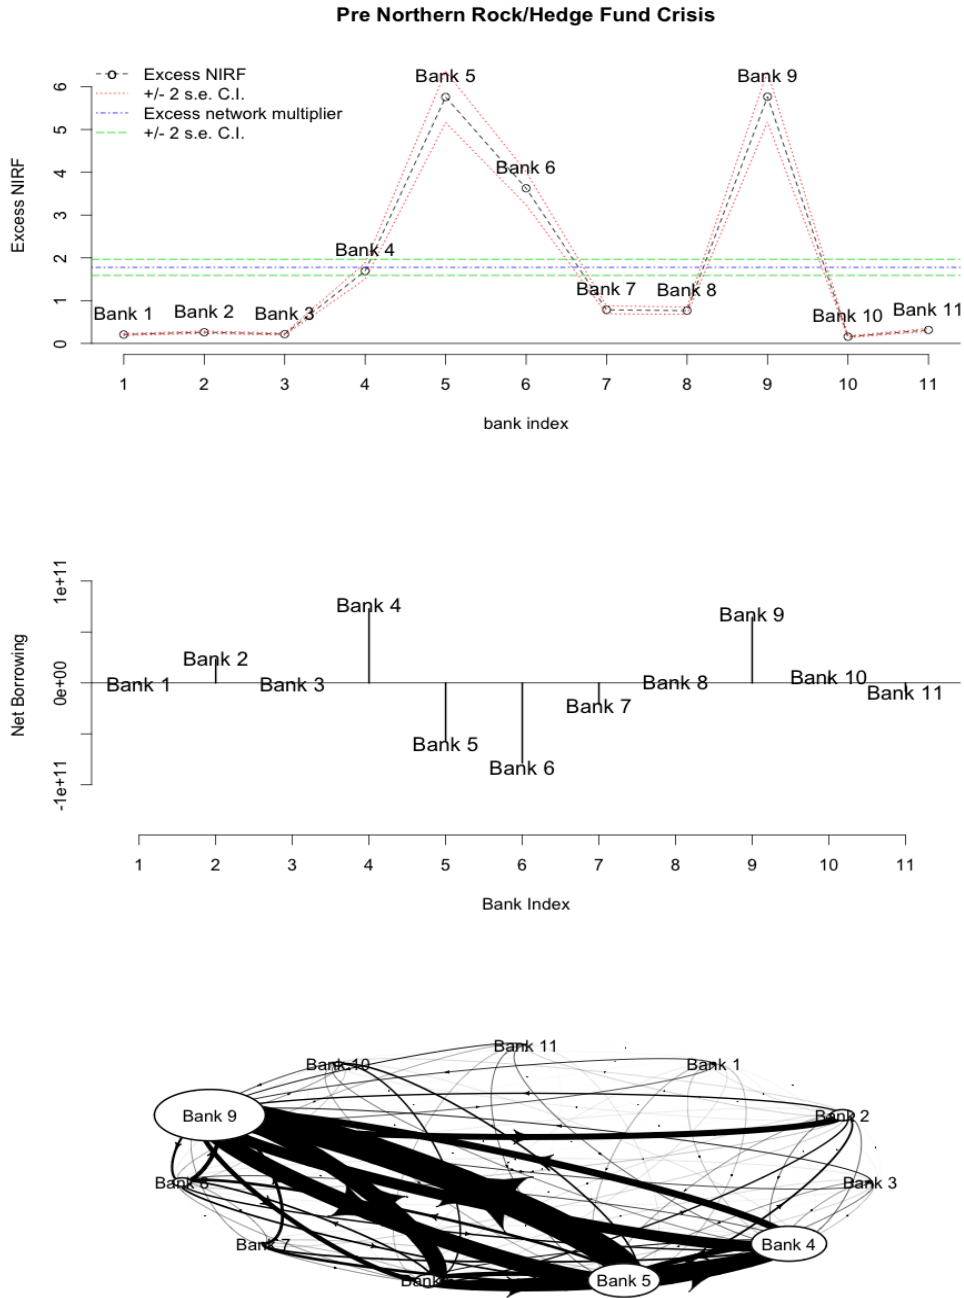 Pre Northern Rock/Hedge Fund Crisis
Excess NIRF
+/- 2 s.e. C.I.
Excess network multiplier
+/- 2 s.e. C.I.
Excess NIRF
6
5
4
3
2
1
0
Bank 1
Bank 2
Bank 3
Bank 4
Bank 5
Bank 6
Bank 7
Bank 8
Bank 9
Bank 10
Bank 11
1 2 3 4 5 6 7 8 9 10 11
bank index
Net Borrowing
1e+11
0e+00
-1e+11
Bank 1
Bank 2
Bank 3
Bank 4
Bank 5
Bank 6
Bank 7
Bank 8
Bank 9
Bank 10
Bank 11
1 2 3 4 5 6 7 8 9 10 11
Bank Index
Bank 11
Bank 10
Bank 1
Bank 9
Bank 2
Bank 8
Bank 3
Bank 7
Bank 4
Bank
Bank 5